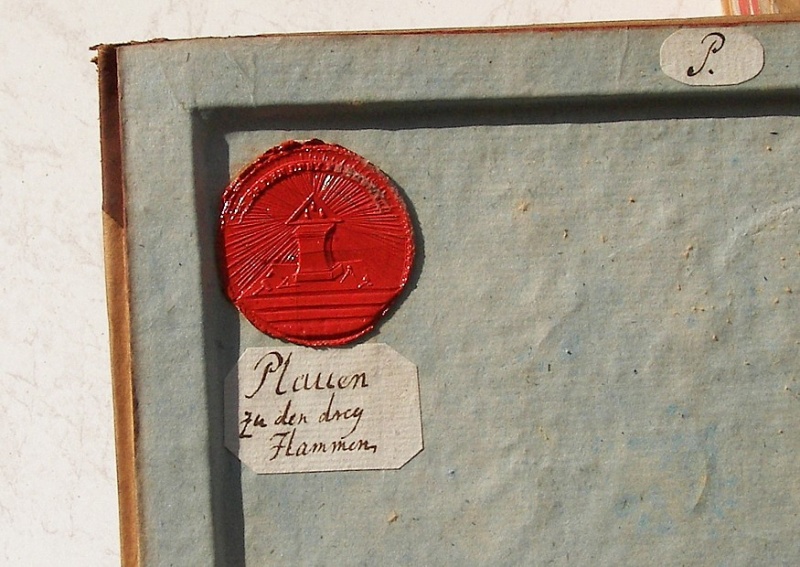 P.
Plauen
zu den drey
Flammen,